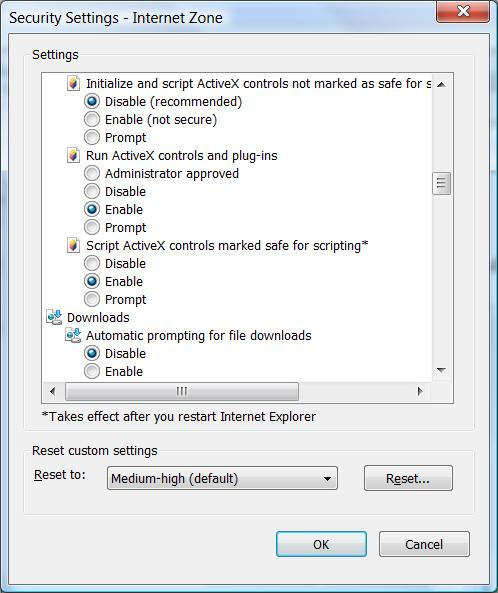 Security Settings - Internet Zone
Settings
Initialize and script ActiveX controls not marked as safe for s
Disable (recommended)
Enable (not secure)
Prompt
Run ActiveX controls and plug-ins
Administrator approved
Disable
Enable
Prompt
Script ActiveX controls marked safe for scripting*
Disable
Enable
Prompt
Downloads
Automatic prompting for file downloads
Disable
Enable
*Takes effect after you restart Internet Explorer
Reset custom settings
Reset to: Medium-high (default) Reset...
OK Cancel